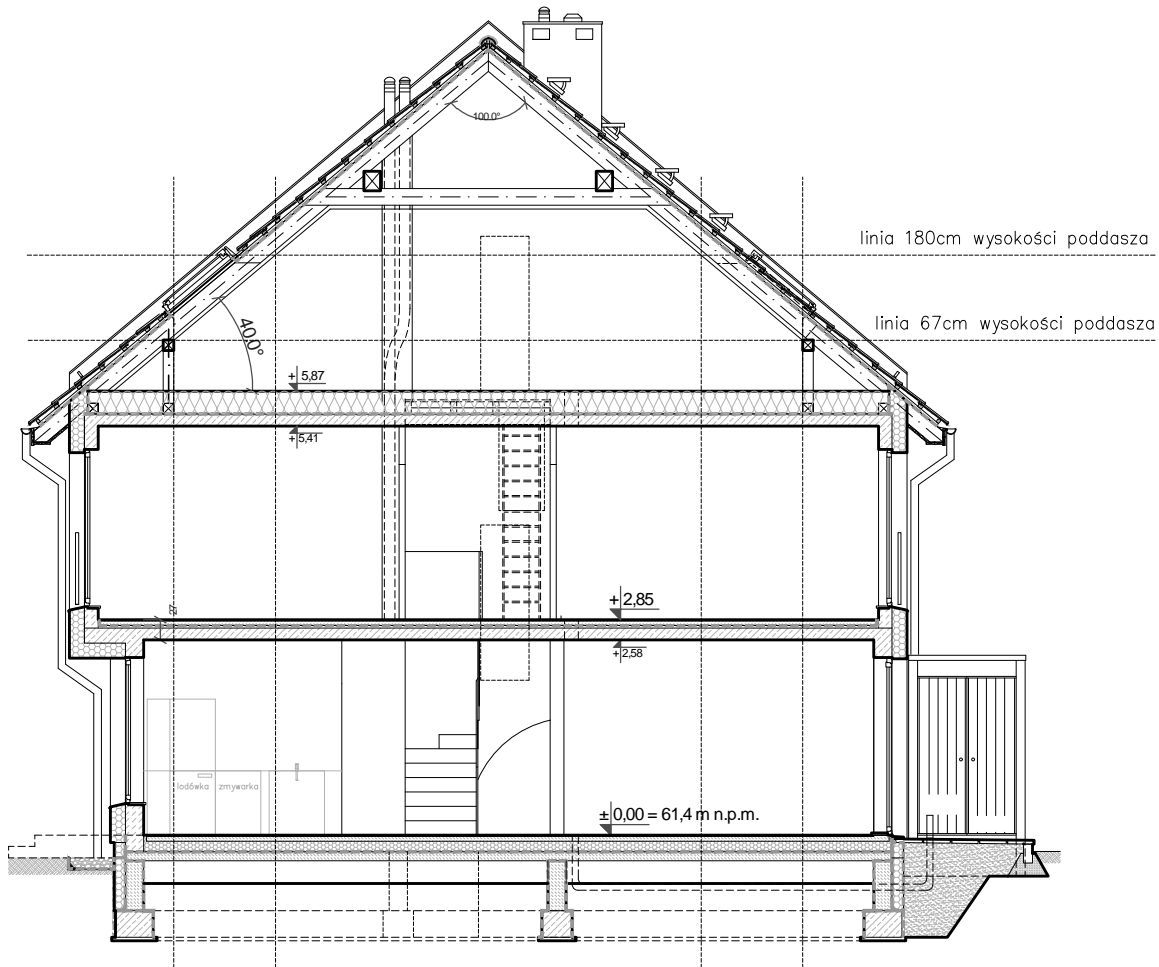 100.0°
linia 180cm wysokości poddasza
linia 67cm wysokości poddasza
40.0°
+ 5,87
+ 5,41
+ 2,85
+ 2,58
lodówka zmywarka
± 0,00 = 61,4 m n.p.m.